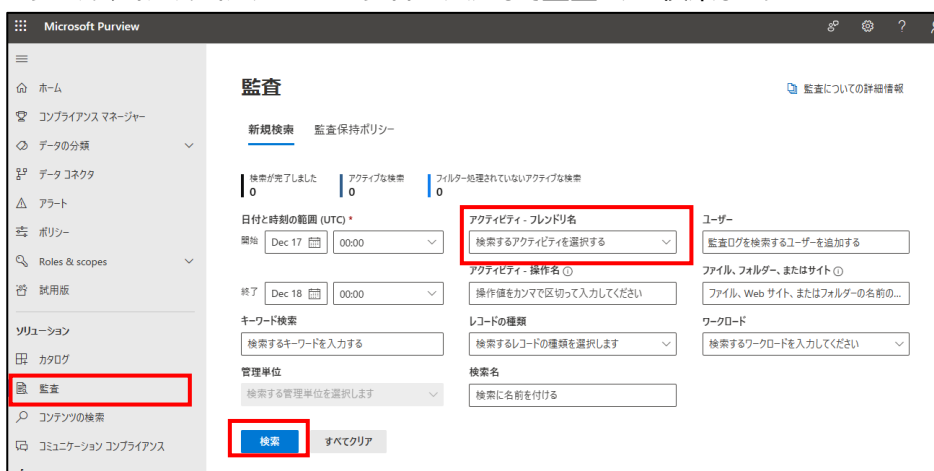 Microsoft Purview
ホーム
コンプライアンス マネージャー
データの分類
データ コネクタ
アラート
ポリシー
Roles & scopes
試用版
ソリューション
カタログ
監査
コンテンツの検索
コミュニケーション コンプライアンス
監査
監査についての詳細情報
新規検索 監査保持ポリシー
検索が完了しました アクティブな検索 フィルター処理されていないアクティブな検索
0 0 0
日付と時刻の範囲 (UTC) * アクティビティ - フレンドリ名 ユーザー
開始 Dec 17 00:00 検索するアクティビティを選択する 監査ログを検索するユーザーを追加する
アクティビティ - 操作名 ファイル、フォルダー、またはサイト
終了 Dec 18 00:00 操作値をカンマで区切って入力してください ファイル、Web サイト、またはフォルダーの名前の...
キーワード検索 レコードの種類 ワークロード
検索するキーワードを入力する 検索するレコードの種類を選択します 検索するワークロードを入力してください
管理単位 検索名
検索する管理単位を選択します 検索に名前を付ける
検索 すべてクリア